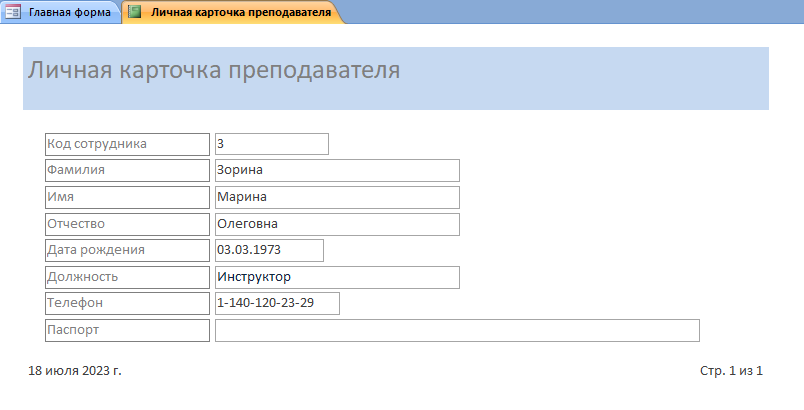 Главная форма Личная карточка преподавателя
Личная карточка преподавателя
Код сотрудника 3
Фамилия Зорина
Имя Марина
Отчество Олеговна
Дата рождения 03.03.1973
Должность Инструктор
Телефон 1-140-120-23-29
Паспорт
18 июля 2023 г. Стр. 1 из 1